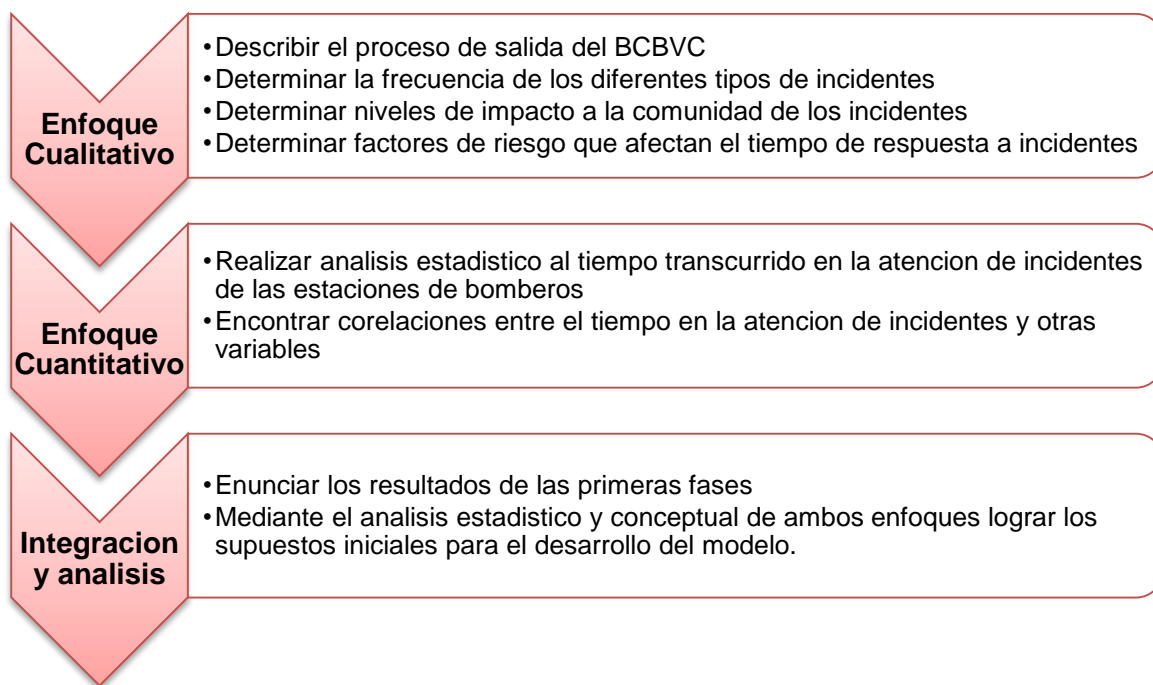 Enfoque
Cualitativo
•Describir el proceso de salida del BCBVC
•Determinar la frecuencia de los diferentes tipos de incidentes
•Determinar niveles de impacto a la comunidad de los incidentes
•Determinar factores de riesgo que afectan el tiempo de respuesta a incidentes
Enfoque
Cuantitativo
•Realizar analisis estadistico al tiempo transcurrido en la atencion de incidentes
de las estaciones de bomberos
•Encontrar corelaciones entre el tiempo en la atencion de incidentes y otras
variables
Integracion
y analisis
•Enunciar los resultados de las primeras fases
•Mediante el analisis estadistico y conceptual de ambos enfoques lograr los
supuestos iniciales para el desarrollo del modelo.